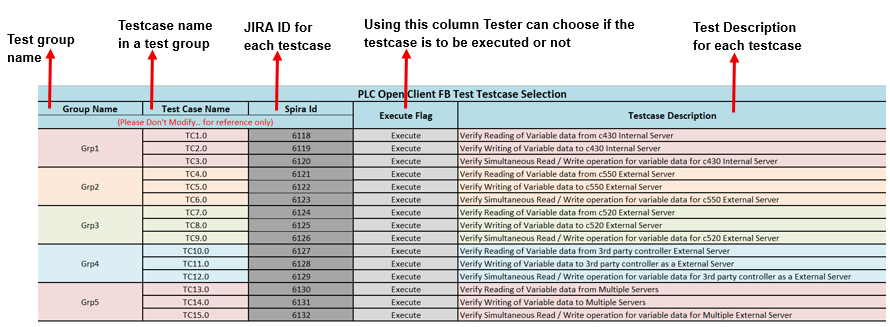 Test group
name
Testcase name
in a test group
JIRA ID for
each testcase
Using this column Tester can choose if the
testcase is to be executed or not
Test Description
for each testcase
PLC Open Client FB Test Testcase Selection
Group Name Test Case Name Spira Id Execute Flag Testcase Description
(Please Don't Modify.. for reference only)
Grp1
TC1.0 6118 Execute Verify Reading of Variable data from c430 Internal Server
TC2.0 6119 Execute Verify Writing of Variable data to c430 Internal Server
TC3.0 6120 Execute Verify Simultaneous Read / Write operation for variable data for c430 Internal Server
Grp2
TC4.0 6121 Execute Verify Reading of Variable data from c550 External Server
TC5.0 6122 Execute Verify Writing of Variable data to c550 External Server
TC6.0 6123 Execute Verify Simultaneous Read / Write operation for variable data for c550 External Server
Grp3
TC7.0 6124 Execute Verify Reading of Variable data from c520 External Server
TC8.0 6125 Execute Verify Writing of Variable data to c520 External Server
TC9.0 6126 Execute Verify Simultaneous Read / Write operation for variable data for c520 External Server
Grp4
TC10.0 6127 Execute Verify Reading of Variable data from 3rd party controller External Server
TC11.0 6128 Execute Verify Writing of Variable data to 3rd party controller as a External Server
TC12.0 6129 Execute Verify Simultaneous Read / Write operation for variable data for 3rd party controller as a External Server
Grp5
TC13.0 6130 Execute Verify Reading of Variable data from Multiple Servers
TC14.0 6131 Execute Verify Writing of Variable data to Multiple Servers
TC15.0 6132 Execute Verify Simultaneous Read / Write operation for variable data for Multiple External Server